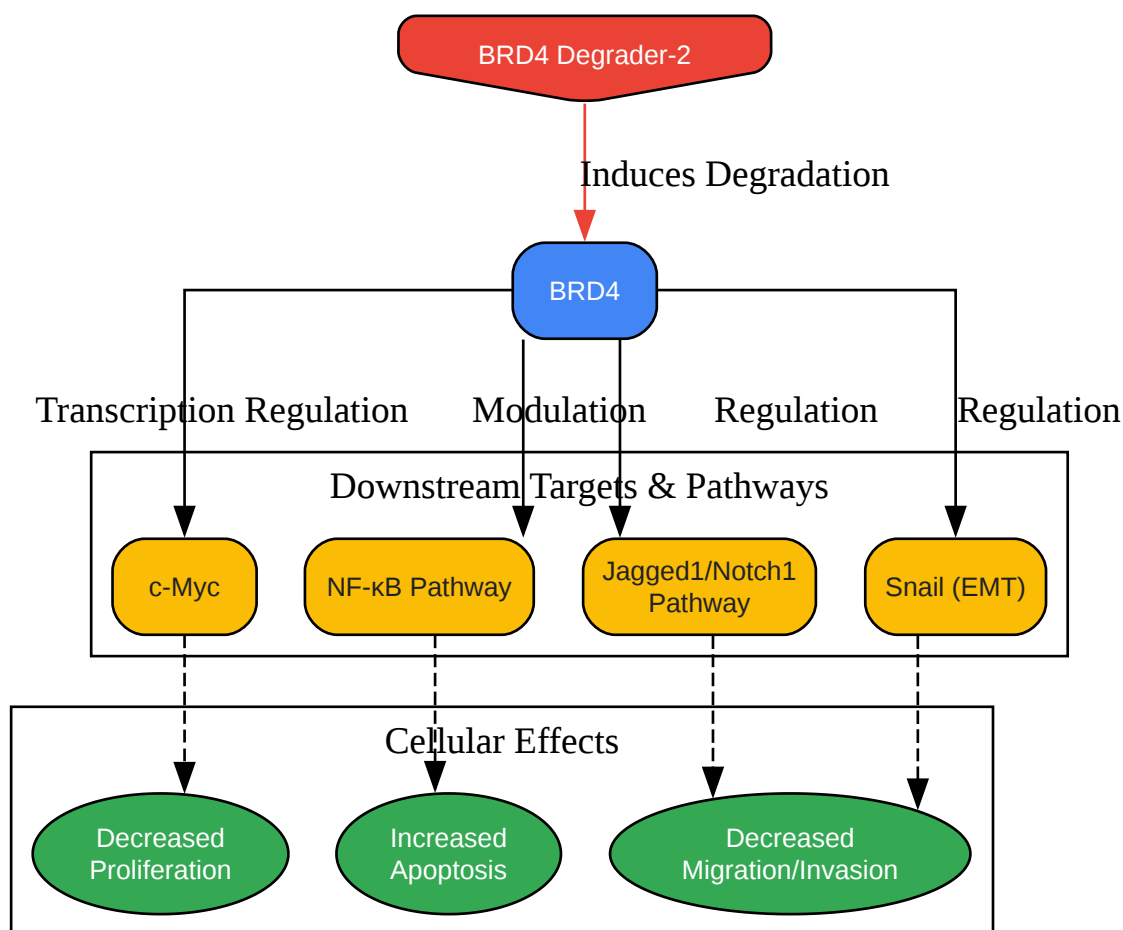 BRD4 Degrader-2
Induces Degradation
BRD4
Transcription Regulation
Modulation
Regulation
Regulation
Downstream Targets & Pathways
c-Myc
NF-κB Pathway
Jagged1/Notch1
Pathway
Snail (EMT)
Cellular Effects
Decreased
Proliferation
Increased
Apoptosis
Decreased
Migration/Invasion